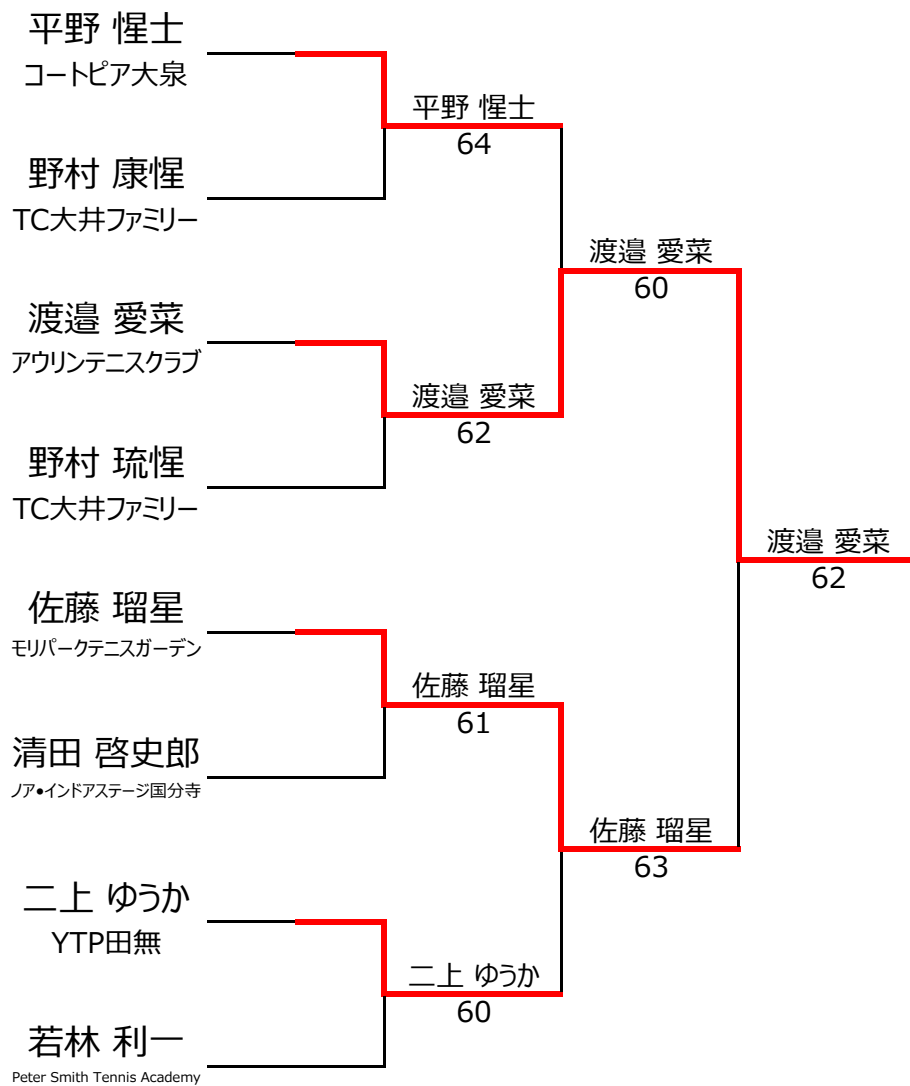 平野 惺士
コートピア大泉
平野 惺士
64
野村 康惺
TC大井ファミリー
渡邉 愛菜
60
渡邉 愛菜
アウリンテニスクラブ
渡邉 愛菜
62
野村 琉惺
TC大井ファミリー
渡邉 愛菜
62
佐藤 瑠星
モリパークテニスガーデン
佐藤 瑠星
61
清田 啓史郎
ノア•インドアステージ国分寺
佐藤 瑠星
63
二上 ゆうか
YTP田無
二上 ゆうか
60
若林 利一
Peter Smith Tennis Academy